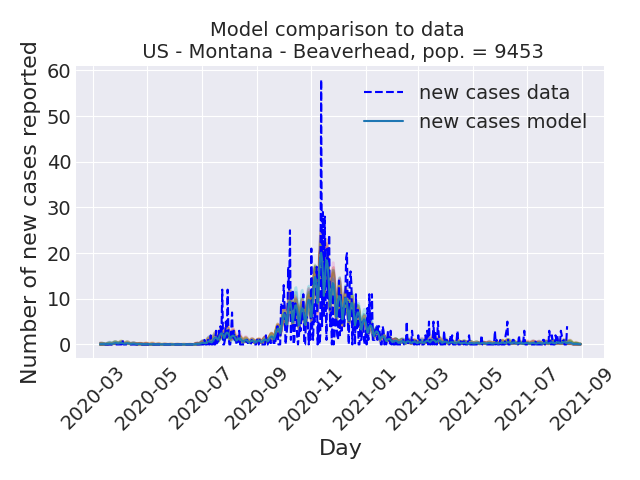 Model comparison to data
US - Montana - Beaverhead, pop. = 9453
Number of new cases reported
60
50
40
30
20
10
0
new cases data
new cases model
2020-03
2020-05
2020-07
2020-09
2020-11
2021-01
2021-03
2021-05
2021-07
2021-09
Day